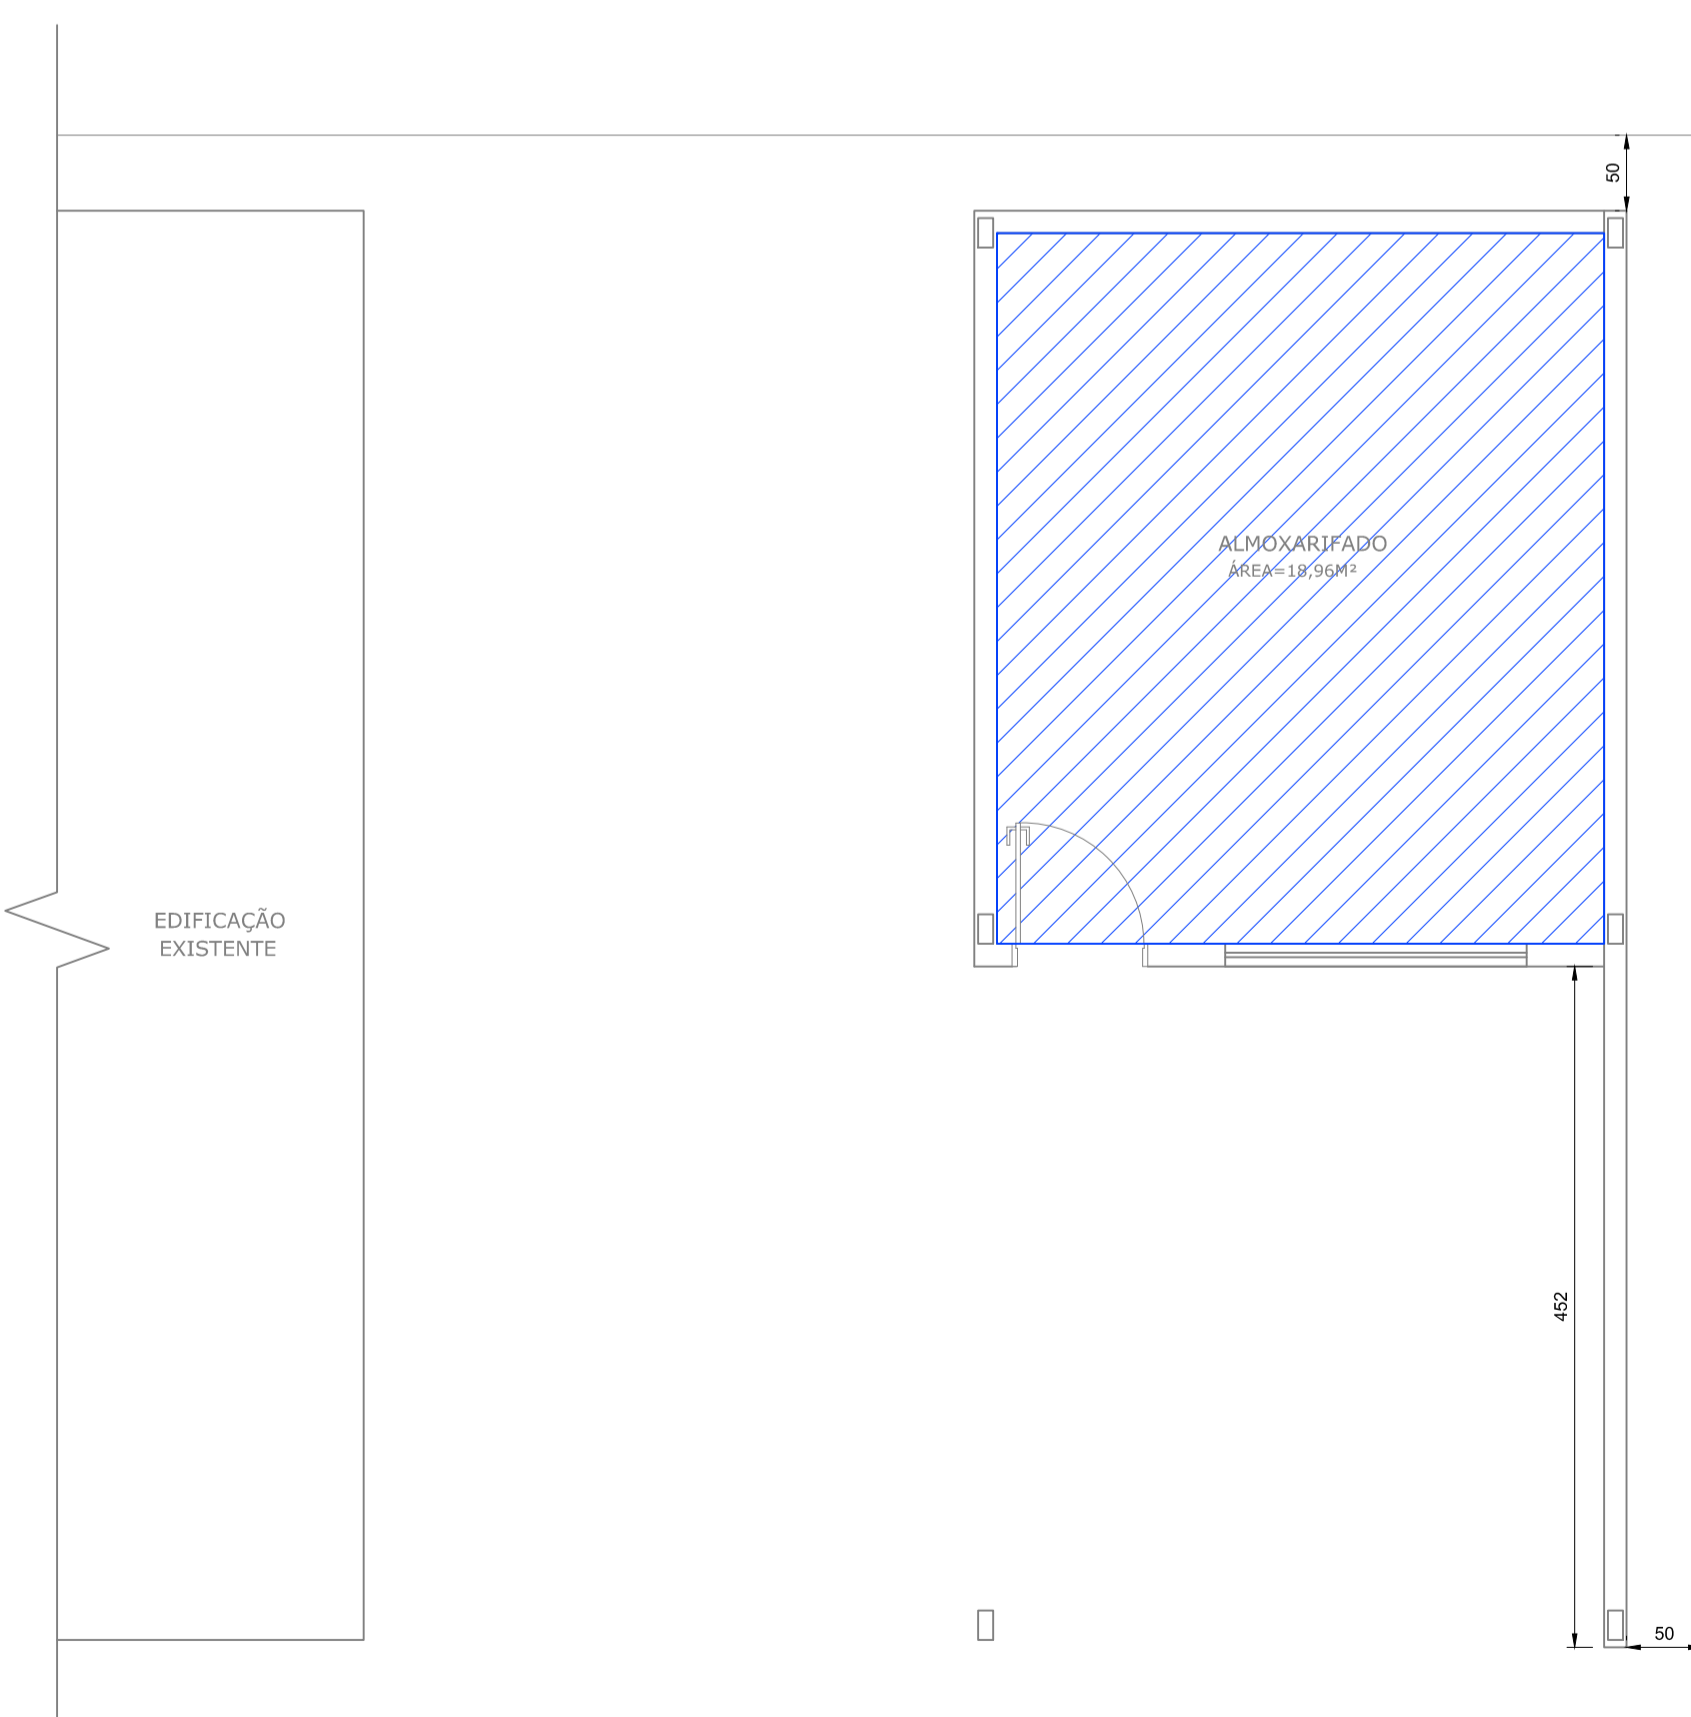 50
ALMOXARIFADO
ÁREA=18,96M²
EDIFICAÇÃO
EXISTENTE
452
50